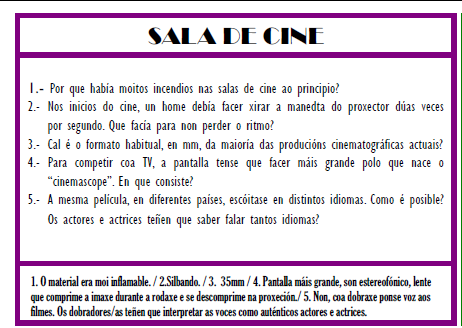 SALA DE CINE
1.- Por que había moitos incendios nas salas de cine ao principio?
2.- Nos inicios do cine, un home debía facer xirar a manedta do proxector dúas veces
por segundo. Que facía para non perder o ritmo?
3.- Cal é o formato habitual, en mm, da maioría das producións cinematográficas actuais?
4.- Para competir coa TV, a pantalla tense que facer máis grande polo que nace o
"cinemascope". En que consiste?
5.- A mesma película, en diferentes países, escóitase en distintos idiomas. Como é posible?
Os actores e actrices teñen que saber falar tantos idiomas?
1. O material era moi inflamable. / 2.Silbando. / 3. 35mm / 4. Pantalla máis grande, son estereofónico, lente
que comprime a imaxe durante a rodaxe e se descomprime na proxeción./ 5. Non, coa dobraxe ponse voz aos
filmes. Os dobradores/as teñen que interpretar as voces como auténticos actores e actrices.